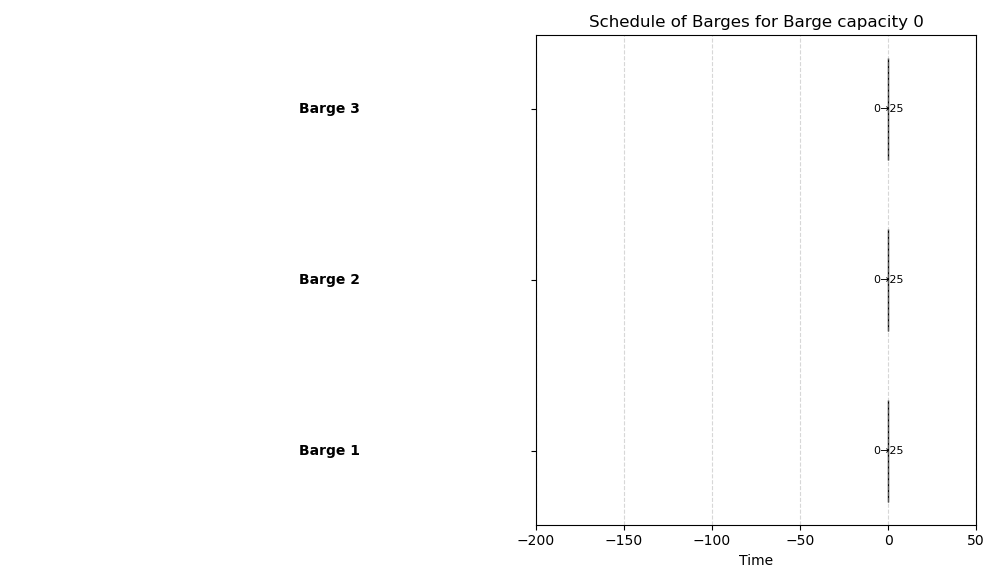 Schedule of Barges for Barge capacity 0
Barge 3
0→25
Barge 2
0→25
Barge 1
0→25
−200 −150 −100 −50 0 50
Time